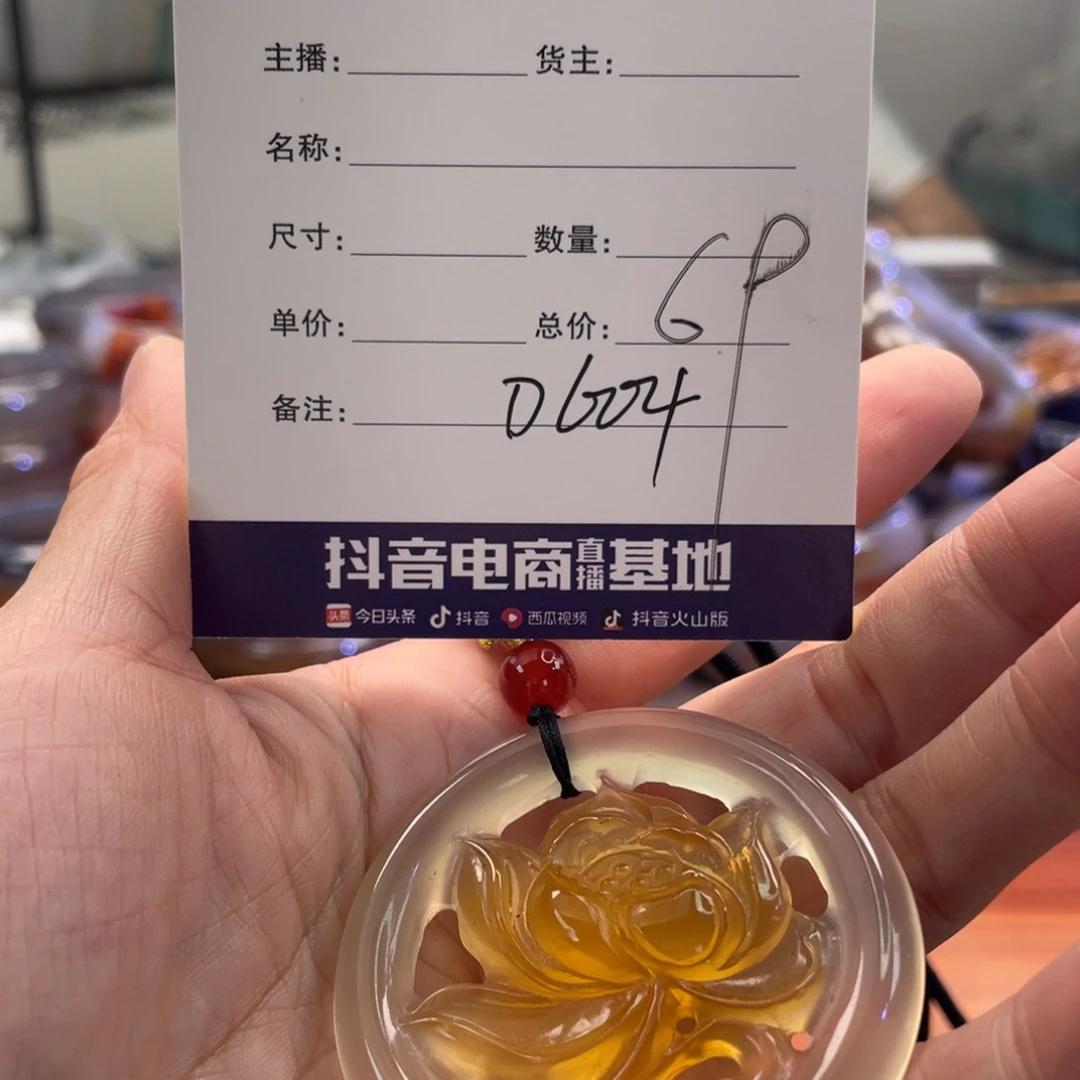 主播: 货主:
名称:
尺寸: 数量:
单价: 总价: 6P
备注: D6004
抖音电商直播基地
头条 今日头条 抖音 西瓜视频 抖音火山版